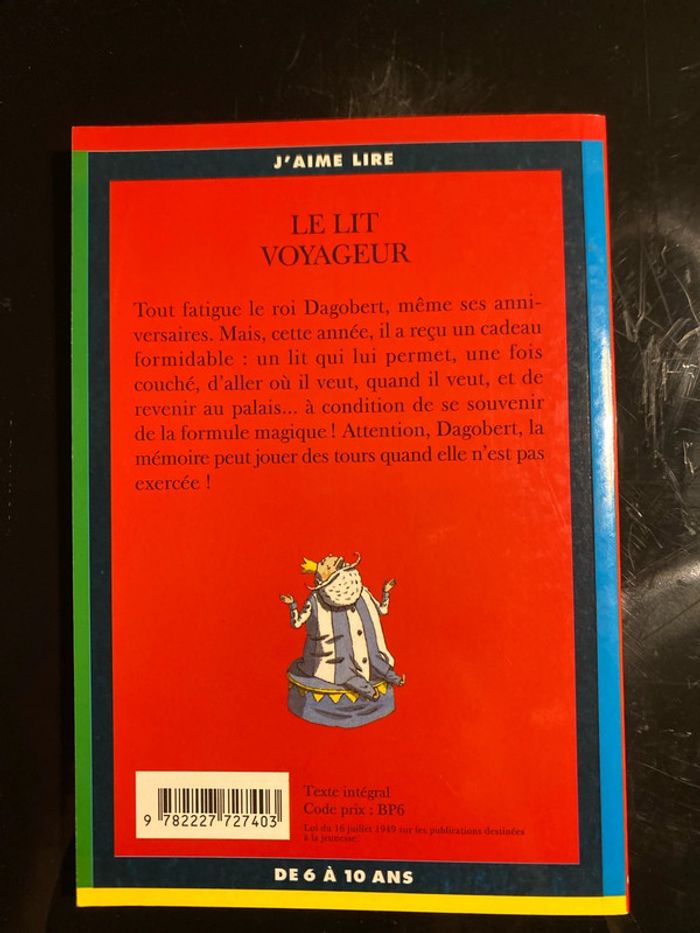 J'AIME LIRE
LE LIT
VOYAGEUR
Tout fatigue le roi Dagobert, même ses anni-
versaires. Mais, cette année, il a reçu un cadeau
formidable : un lit qui lui permet, une fois
couché, d'aller où il veut, quand il veut, et de
revenir au palais... à condition de se souvenir
de la formule magique ! Attention, Dagobert, la
mémoire peut jouer des tours quand elle n'est pas
exercée !
Texte intégral
Code prix : BP6
Loi du 16 juillet 1949 sur les publications destinées
à la jeunesse.
9 782227 727403
DE 6 À 10 ANS